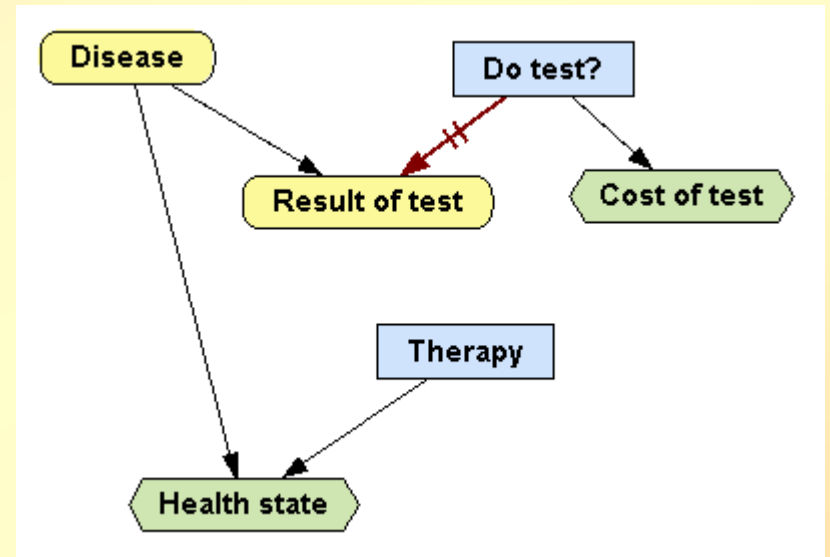 Disease
Do test?
Result of test
Cost of test
Therapy
Health state